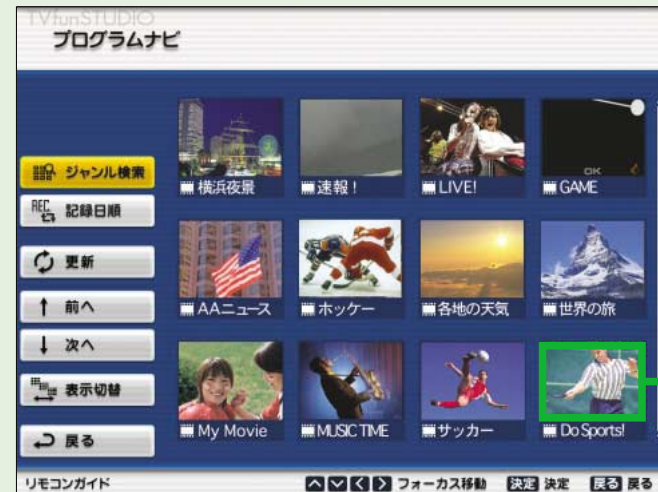 TVfunSTUDIO
プログラムナビ
ジャンル検索
REC 記録日順
更新
↑ 前へ
↓ 次へ
表示切替
戻る
横浜夜景
速報!
LIVE!
OK
GAME
AAニュース
ホッケー
各地の天気
世界の旅
My Movie
MUSIC TIME
サッカー
Do Sports!
リモコンガイド フォーカス移動 決定 決定 戻る 戻る